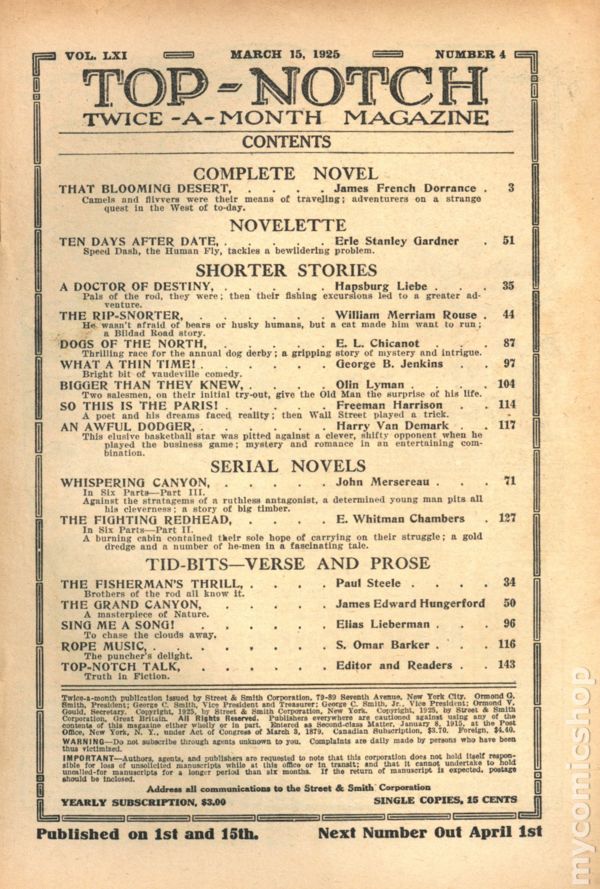 VOL. LXI MARCH 15, 1925 NUMBER 4
TOP-NOTCH
TWICE-A-MONTH MAGAZINE
CONTENTS
COMPLETE NOVEL
THAT BLOOMING DESERT, . . . . James French Dorrance . 3
Camels and flivvers were their means of traveling; adventurers on a strange
quest in the West of to-day.
NOVELETTE
TEN DAYS AFTER DATE, . . . . . Erle Stanley Gardner . 51
Speed Dash, the Human Fly, tackles a bewildering problem.
SHORTER STORIES
A DOCTOR OF DESTINY, . . . . . Hapsburg Liebe . . 35
Pals of the rod, they were; then their fishing excursions led to a greater ad-
venture.
THE RIP-SNORTER, . . . . . William Merriam Rouse . 44
He wasn't afraid of bears or husky humans, but a cat made him want to run;
a Bildad Road story.
DOGS OF THE NORTH, . . . . . E. L. Chicanot . . 87
Thrilling race for the annual dog derby; a gripping story of mystery and intrigue.
WHAT A THIN TIME! . . . . . George B. Jenkins . . 97
Bright bit of vaudeville comedy.
BIGGER THAN THEY KNEW, . . . . Olin Lyman . . . 104
Two salesmen, on their initial try-out, give the Old Man the surprise of his life.
SO THIS IS THE PARIS! . . . . . Freeman Harrison . . 114
A poet and his dreams faced reality; then Wall Street played a trick.
AN AWFUL DODGER, . . . . . Harry Van Demark . . 117
This elusive basketball star was pitted against a clever, shifty opponent when he
played the business game; mystery and romance in an entertaining com-
bination.
SERIAL NOVELS
WHISPERING CANYON, . . . . . John Mersereau . . . 71
In Six Parts—Part III.
Against the stratagems of a ruthless antagonist, a determined young man pits all
his cleverness; a story of big timber.
THE FIGHTING REDHEAD, . . . . E. Whitman Chambers . 127
In Six Parts—Part II.
A burning cabin contained their sole hope of carrying on their struggle; a gold
dredge and a number of he-men in a fascinating tale.
TID-BITS—VERSE AND PROSE
THE FISHERMAN'S THRILL, . . . . Paul Steele . . . . 34
Brothers of the rod all know it.
THE GRAND CANYON, . . . . . James Edward Hungerford 50
A masterpiece of Nature.
SING ME A SONG! . . . . . Elias Lieberman . . . 96
To chase the clouds away.
ROPE MUSIC, . . . . . . S. Omar Barker . . . 116
The puncher's delight.
TOP-NOTCH TALK, . . . . . Editor and Readers . . 143
Truth in Fiction.
Twice-a-month publication issued by Street & Smith Corporation, 79-89 Seventh Avenue, New York City. Ormond G.
Smith, President; George C. Smith, Vice President and Treasurer; George C. Smith, Jr., Vice President; Ormond V.
Gould, Secretary. Copyright, 1925, by Street & Smith Corporation, New York. Copyright, 1925, by Street & Smith
Corporation, Great Britain. All Rights Reserved. Publishers everywhere are cautioned against using any of the
contents of this magazine either wholly or in part. Entered as Second-class Matter, January 8, 1915, at the Post
Office, New York, N. Y., under Act of Congress of March 3, 1879. Canadian Subscription, $3.70. Foreign, $4.40.
WARNING—Do not subscribe through agents unknown to you. Complaints are daily made by persons who have been
thus victimized.
IMPORTANT—Authors, agents, and publishers are requested to note that this corporation does not hold itself respon-
sible for loss of unsolicited manuscripts while at this office or in transit; and that it cannot undertake to hold
uncalled-for manuscripts for a longer period than six months. If the return of manuscript is expected, postage
should be inclosed.
Address all communications to the Street & Smith Corporation
YEARLY SUBSCRIPTION, $3.00 SINGLE COPIES, 15 CENTS
Published on 1st and 15th. Next Number Out April 1st
mycomicshop